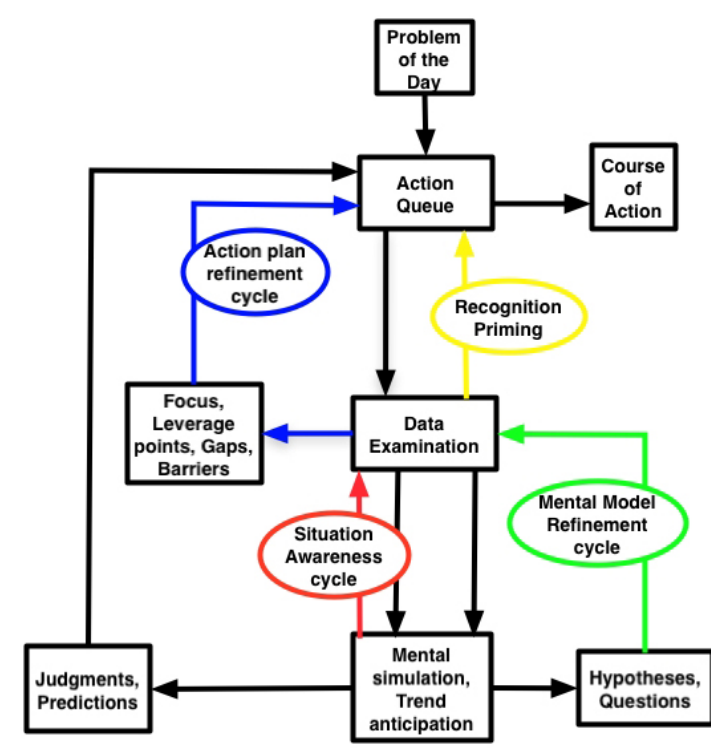 Problem
of the
Day
Action
Queue
Course
of
Action
Action plan
refinement
cycle
Recognition
Priming
Focus,
Leverage
points, Gaps,
Barriers
Data
Examination
Mental Model
Refinement
cycle
Situation
Awareness
cycle
Judgments,
Predictions
Mental
simulation,
Trend
anticipation
Hypotheses,
Questions